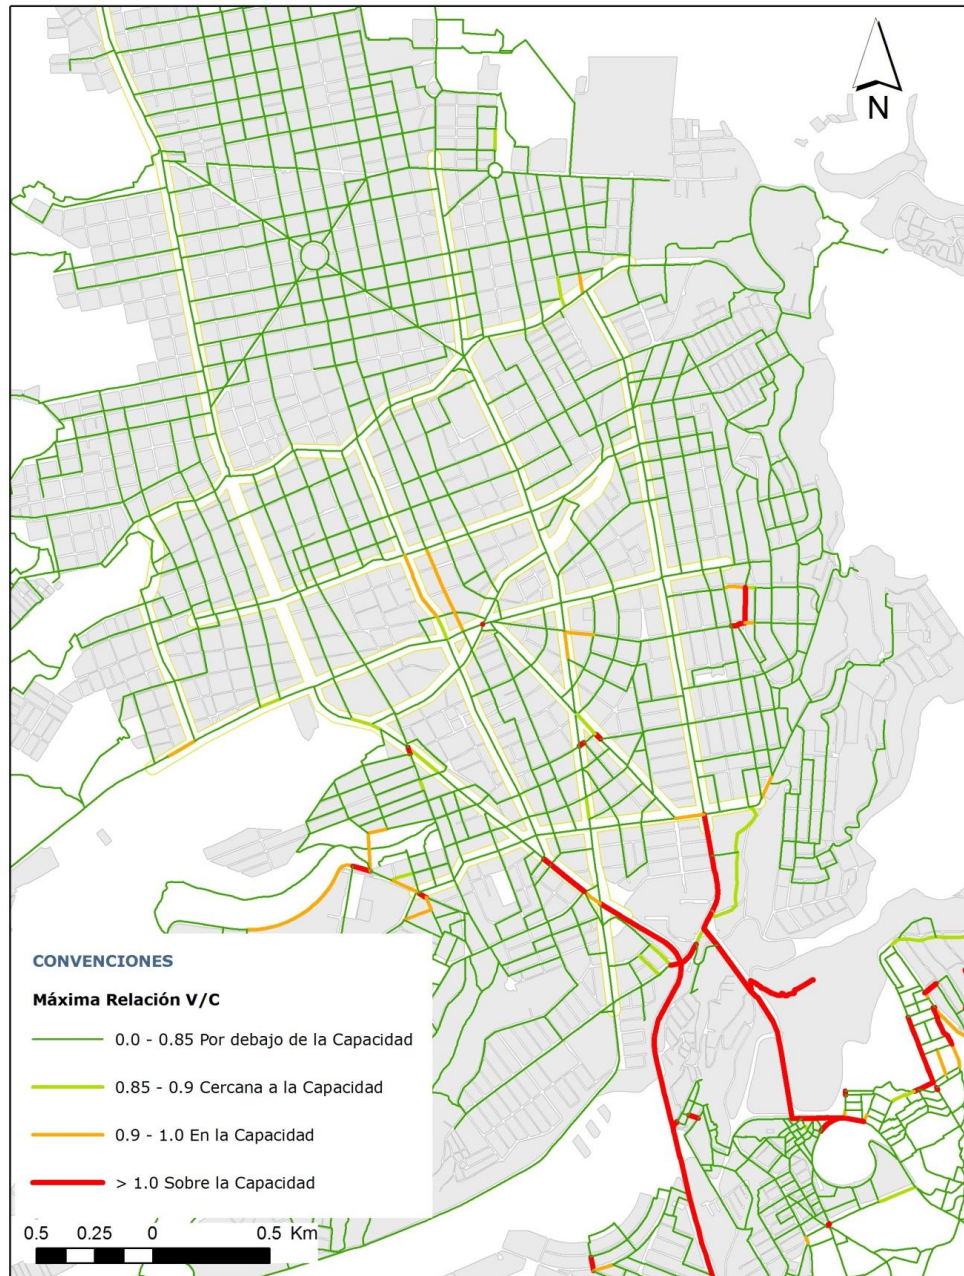 N
CONVENCIONES
Máxima Relación V/C
0.0 - 0.85 Por debajo de la Capacidad
0.85 - 0.9 Cercana a la Capacidad
0.9 - 1.0 En la Capacidad
> 1.0 Sobre la Capacidad
0.5 0.25 0 0.5 Km